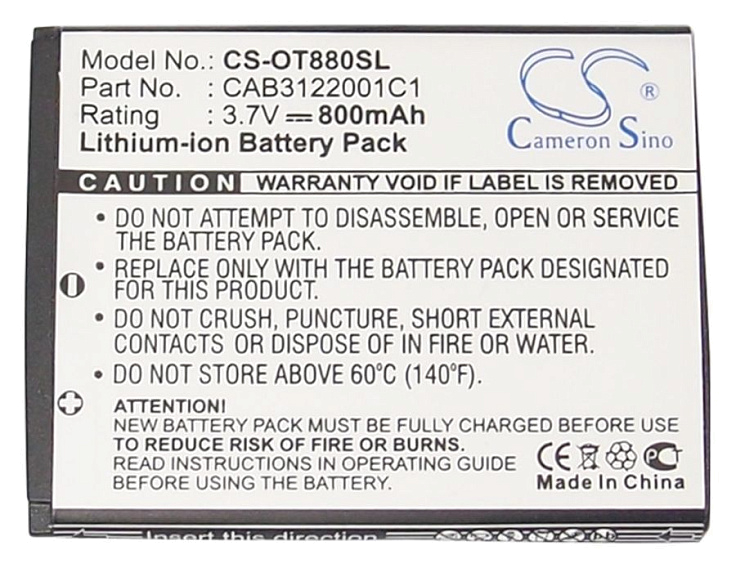 Model No.: CS-OT880SL
Part No. : CAB3122001C1
Rating : 3.7V 800mAh
Lithium-ion Battery Pack
CS ®
Cameron Sino
CAUTION WARRANTY VOID IF LABEL IS REMOVED
• DO NOT ATTEMPT TO DISASSEMBLE, OPEN OR SERVICE
THE BATTERY PACK.
• REPLACE ONLY WITH THE BATTERY PACK DESIGNATED
FOR THIS PRODUCT.
• DO NOT CRUSH, PUNCTURE, SHORT EXTERNAL
CONTACTS OR DISPOSE OF IN FIRE OR WATER.
• DO NOT STORE ABOVE 60°C (140°F).
ATTENTION!
NEW BATTERY PACK MUST BE FULLY CHARGED BEFORE USE
TO REDUCE RISK OF FIRE OR BURNS.
READ INSTRUCTIONS IN PHONE OPERATING GUIDE
BEFORE USING THE BATTERY.
CE
Made In China